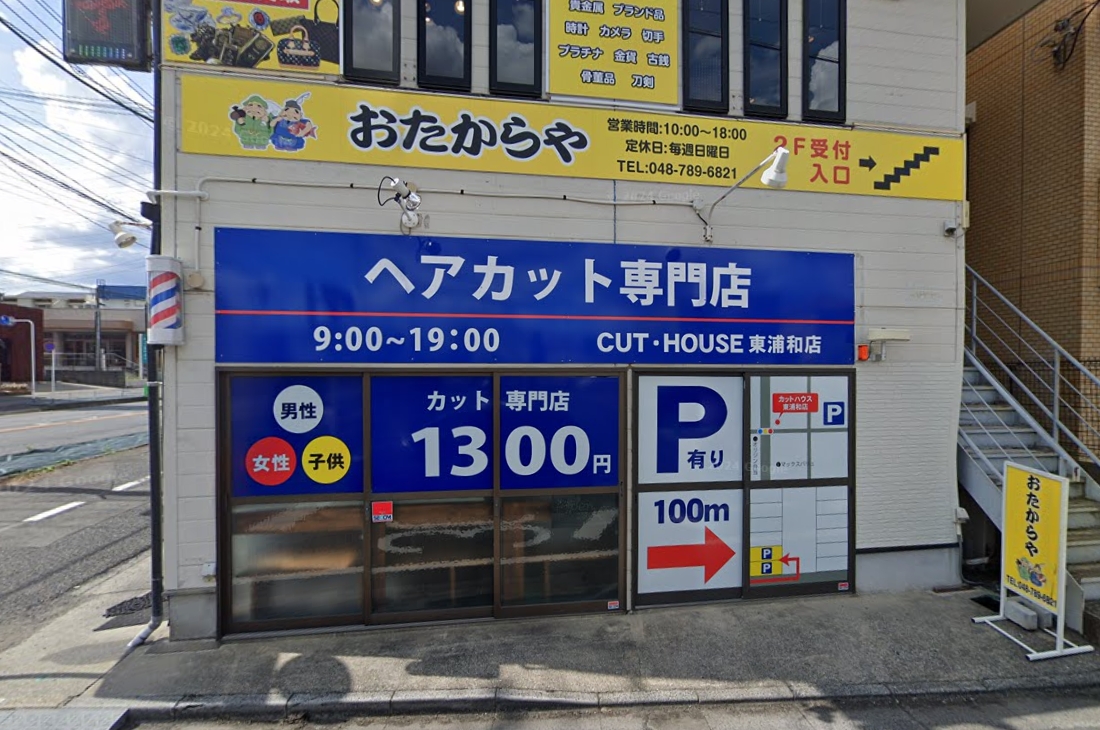 貴金属 ブランド品
時計 カメラ 切手
プラチナ 金貨 古銭
骨董品 刀剣
おたからや
営業時間:10:00～18:00
定休日:毎週日曜日
TEL:048-789-6821
2F受付
入口
ヘアカット専門店
9:00～19:00
CUT・HOUSE 東浦和店
男性
女性
子供
カット 専門店
1300円
P
有り
100m
カットハウス
東浦和店
P
P
P
おたからや
TEL:048-789-6821